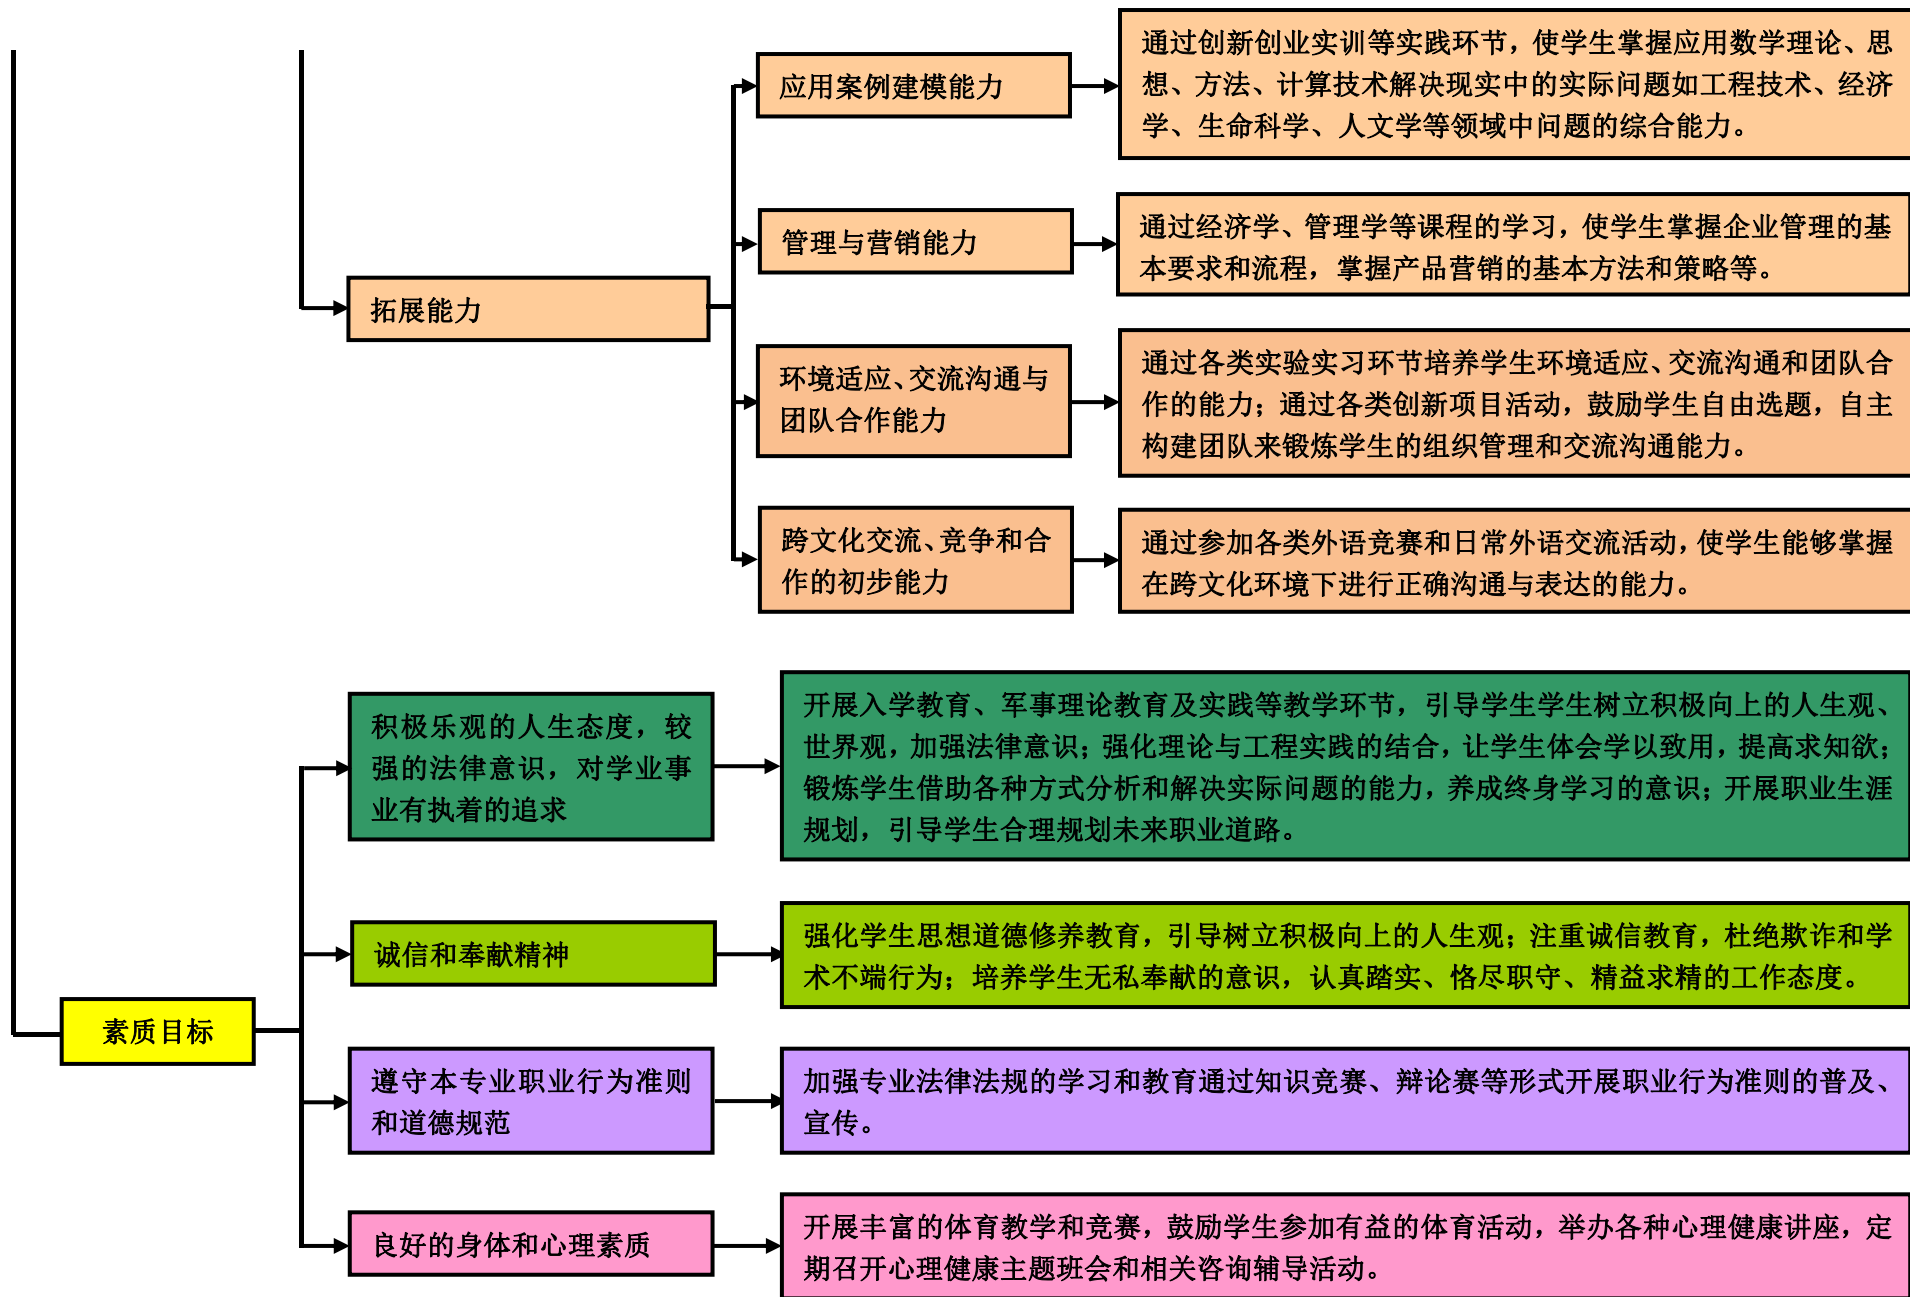 应用案例建模能力
通过创新创业实训等实践环节，使学生掌握应用数学理论、思
想、方法、计算技术解决现实中的实际问题如工程技术、经济
学、生命科学、人文学等领域中问题的综合能力。
管理与营销能力
通过经济学、管理学等课程的学习，使学生掌握企业管理的基
本要求和流程，掌握产品营销的基本方法和策略等。
拓展能力
环境适应、交流沟通与
团队合作能力
通过各类实验实习环节培养学生环境适应、交流沟通和团队合
作的能力；通过各类创新项目活动，鼓励学生自由选题，自主
构建团队来锻炼学生的组织管理和交流沟通能力。
跨文化交流、竞争和合
作的初步能力
通过参加各类外语竞赛和日常外语交流活动，使学生能够掌握
在跨文化环境下进行正确沟通与表达的能力。
积极乐观的人生态度，较
强的法律意识，对学业事
业有执着的追求
开展入学教育、军事理论教育及实践等教学环节，引导学生学生树立积极向上的人生观、
世界观，加强法律意识；强化理论与工程实践的结合，让学生体会学以致用，提高求知欲；
锻炼学生借助各种方式分析和解决实际问题的能力，养成终身学习的意识；开展职业生涯
规划，引导学生合理规划未来职业道路。
诚信和奉献精神
强化学生思想道德修养教育，引导树立积极向上的人生观；注重诚信教育，杜绝欺诈和学
术不端行为；培养学生无私奉献的意识，认真踏实、恪尽职守、精益求精的工作态度。
素质目标
遵守本专业职业行为准则
和道德规范
加强专业法律法规的学习和教育通过知识竞赛、辩论赛等形式开展职业行为准则的普及、
宣传。
良好的身体和心理素质
开展丰富的体育教学和竞赛，鼓励学生参加有益的体育活动，举办各种心理健康讲座，定
期召开心理健康主题班会和相关咨询辅导活动。